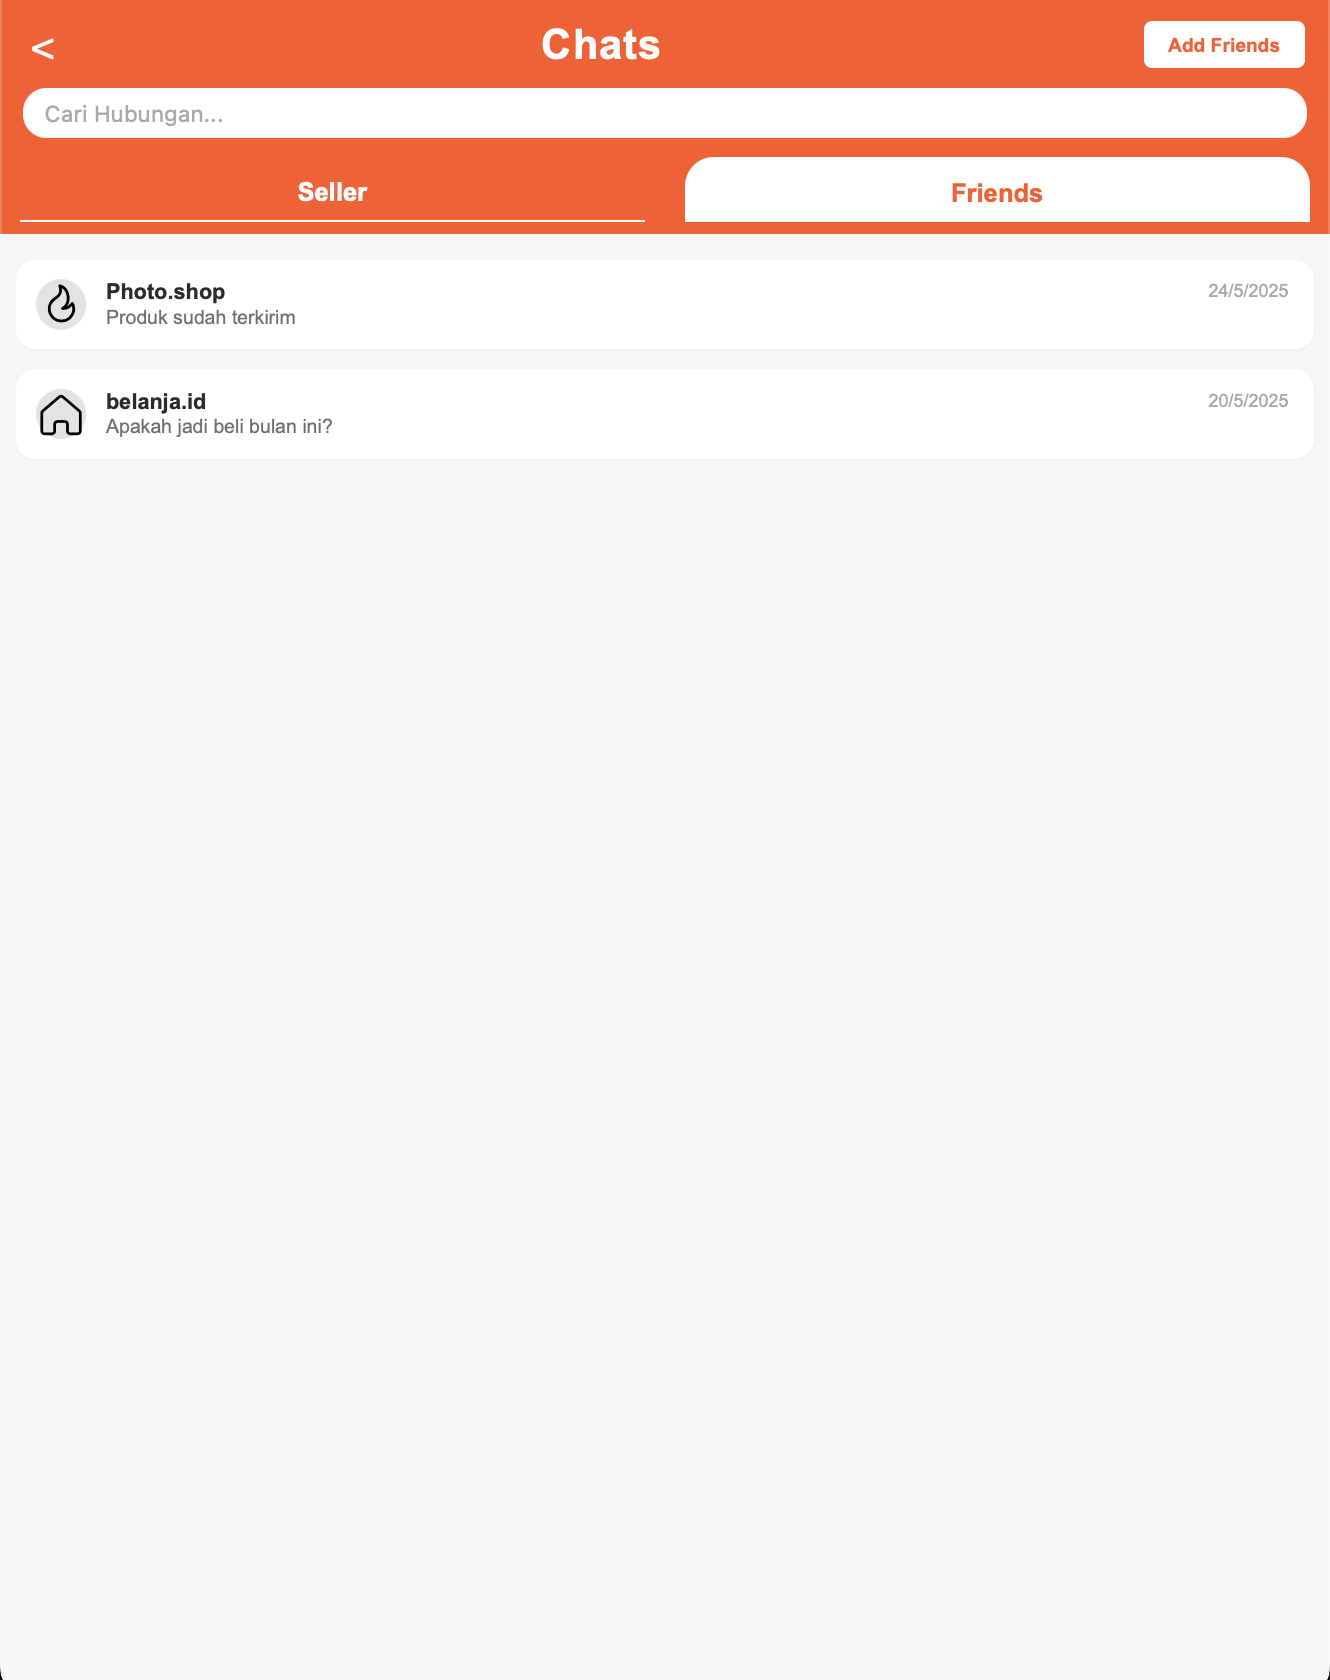 <
Chats
Add Friends
Cari Hubungan...
Seller
Friends
Photo.shop
24/5/2025
Produk sudah terkirim
belanja.id
20/5/2025
Apakah jadi beli bulan ini?